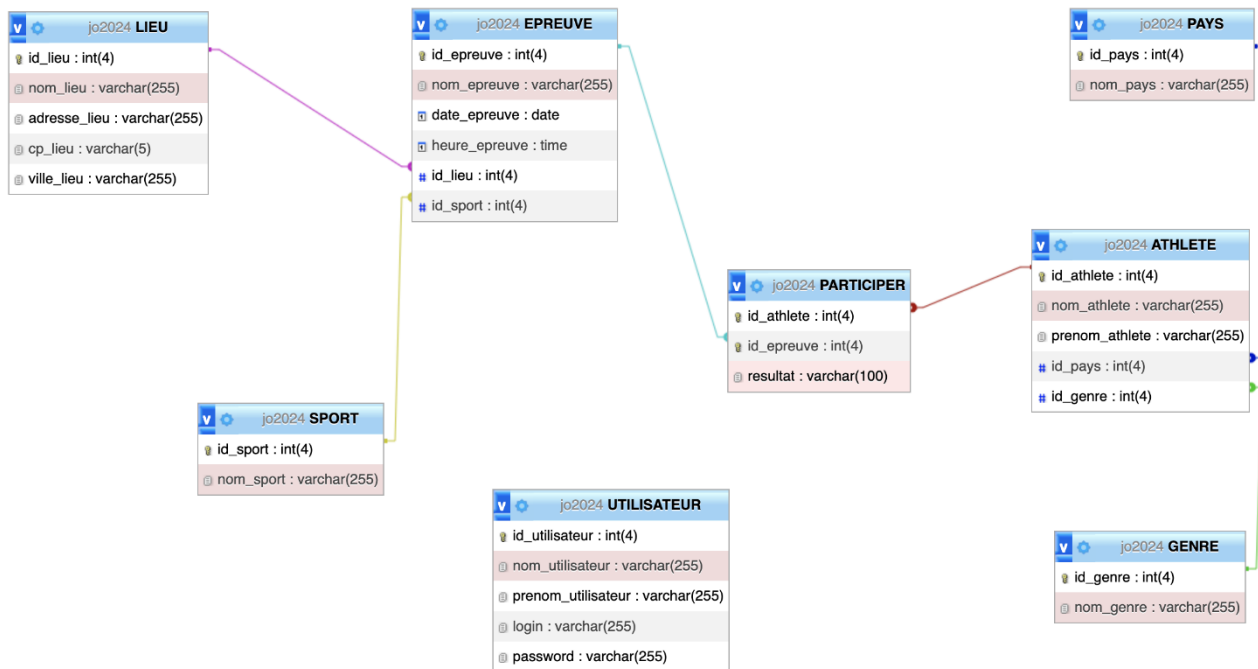 jo2024 LIEU
id_lieu : int(4)
nom_lieu : varchar(255)
adresse_lieu : varchar(255)
cp_lieu : varchar(5)
ville_lieu : varchar(255)
jo2024 EPREUVE
id_epreuve : int(4)
nom_epreuve : varchar(255)
date_epreuve : date
heure_epreuve : time
id_lieu : int(4)
id_sport : int(4)
jo2024 PAYS
id_pays : int(4)
nom_pays : varchar(255)
jo2024 ATHLETE
id_athlete : int(4)
nom_athlete : varchar(255)
prenom_athlete : varchar(255)
id_pays : int(4)
id_genre : int(4)
jo2024 PARTICIPER
id_athlete : int(4)
id_epreuve : int(4)
resultat : varchar(100)
jo2024 SPORT
id_sport : int(4)
nom_sport : varchar(255)
jo2024 UTILISATEUR
id_utilisateur : int(4)
nom_utilisateur : varchar(255)
prenom_utilisateur : varchar(255)
login : varchar(255)
password : varchar(255)
jo2024 GENRE
id_genre : int(4)
nom_genre : varchar(255)